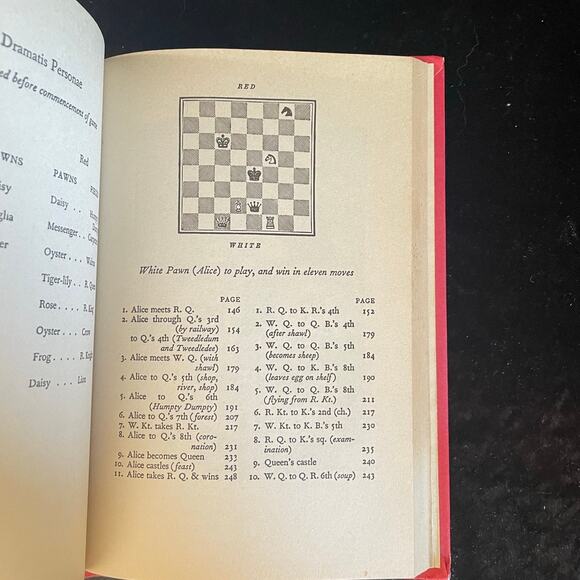 Dramatis Personae
before commencement of game
Red
PAWNS
Daisy
Messenger
Oyster
Tiger-lily
Rose
Oyster
Frog
Daisy
Lion
RED
WHITE
White Pawn (Alice) to play, and win in eleven moves
PAGE
1. Alice meets R. Q. 146
2. Alice through Q.'s 3rd
(by railway) 154
to Q.'s 4th (Tweedledum
and Tweedledee) 163
3. Alice meets W. Q. (with
shawl) 179
4. Alice to Q.'s 5th (shop,
river, shop) 184
5. Alice to Q.'s 6th
(Humpty Dumpty) 191
6. Alice to Q.'s 7th (forest) 207
7. W. Kt. takes R. Kt. 217
8. Alice to Q.'s 8th (coro-
nation) 231
9. Alice becomes Queen 233
10. Alice castles (feast) 243
11. Alice takes R. Q. & wins 248
PAGE
1. R. Q. to K. R.'s 4th 152
2. W. Q. to Q. B.'s 4th
(after shawl) 179
3. W. Q. to Q. B.'s 5th
(becomes sheep) 184
4. W. Q. to K. B.'s 8th
(leaves egg on shelf) 190
5. W. Q. to Q. B.'s 8th
(flying from R. Kt.) 211
6. R. Kt. to K.'s 2nd (ch.) 217
7. W. Kt. to K. B.'s 5th 230
8. R. Q. to K.'s sq. (exam-
ination) 235
9. Queen's castle 240
10. W. Q. to Q. R. 6th (soup) 243